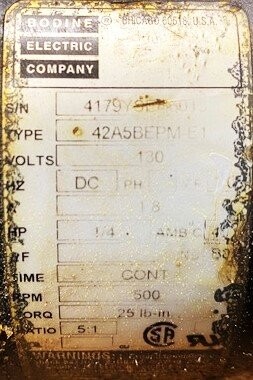 BODINE
ELECTRIC
COMPANY
CHICAGO 60618, U.S.A.
S/N
TYPE 42A5BEPM-E1
VOLTS 130
HZ DC PH
1.8
HP 1/4 AMB C
TIME CONT
RPM 500
TORQ 25 lb-in
RATIO 5:1
WARNINGS: